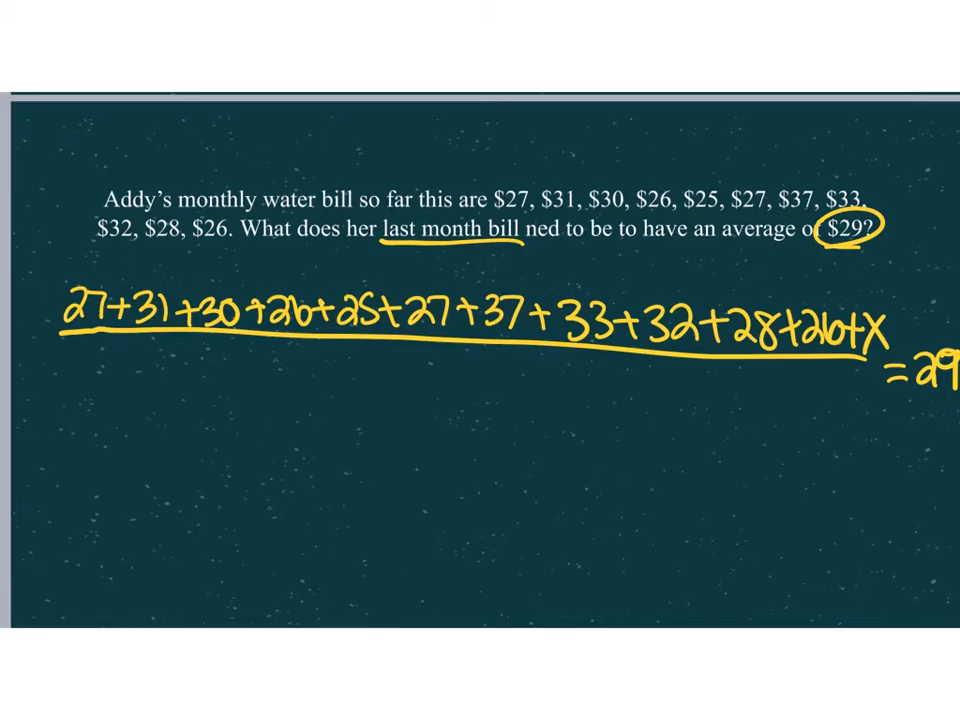 Addy's monthly water bill so far this are $27, $31, $30, $26, $25, $27, $37, $33,
$32, $28, $26. What does her last month bill ned to be to have an average of $29?
27+31+30+26+25+27+37+33+32+28+26+X
=29